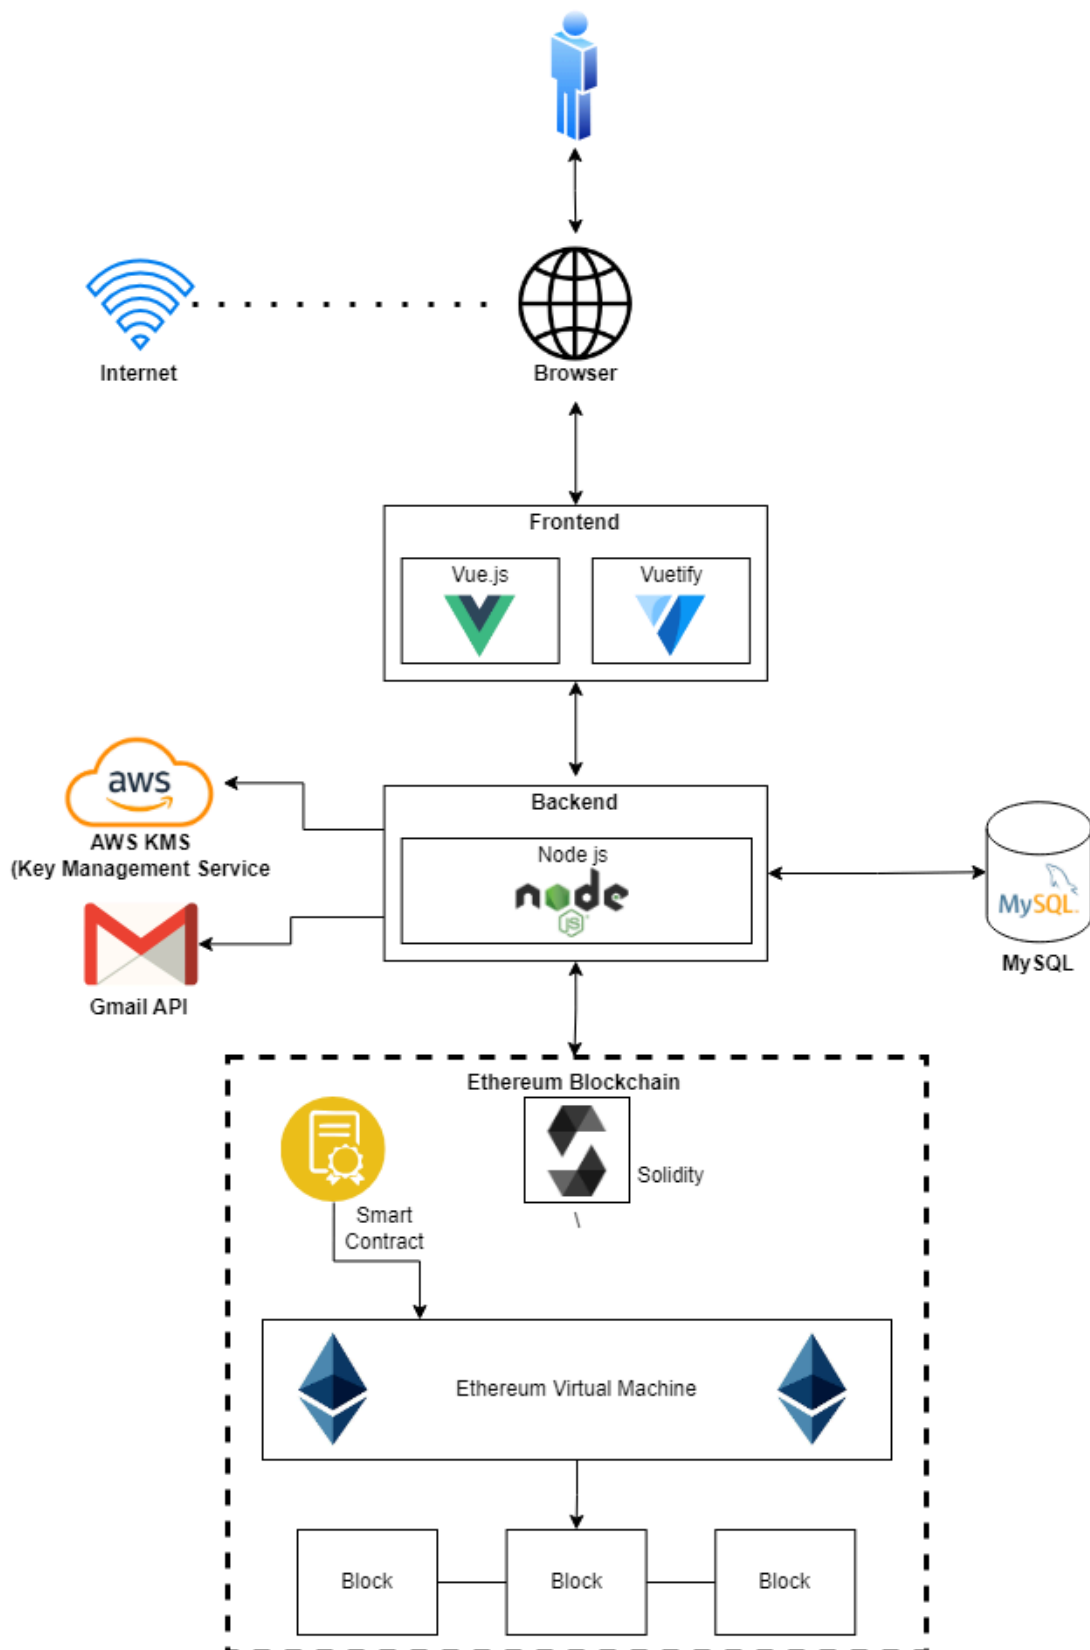 Internet
Browser
Frontend
Vue.js
Vuetify
aws
AWS KMS
(Key Management Service
Backend
Node js
node
JS
MySQL
MySQL
Gmail API
Ethereum Blockchain
Solidity
\
Smart
Contract
Ethereum Virtual Machine
Block
Block
Block